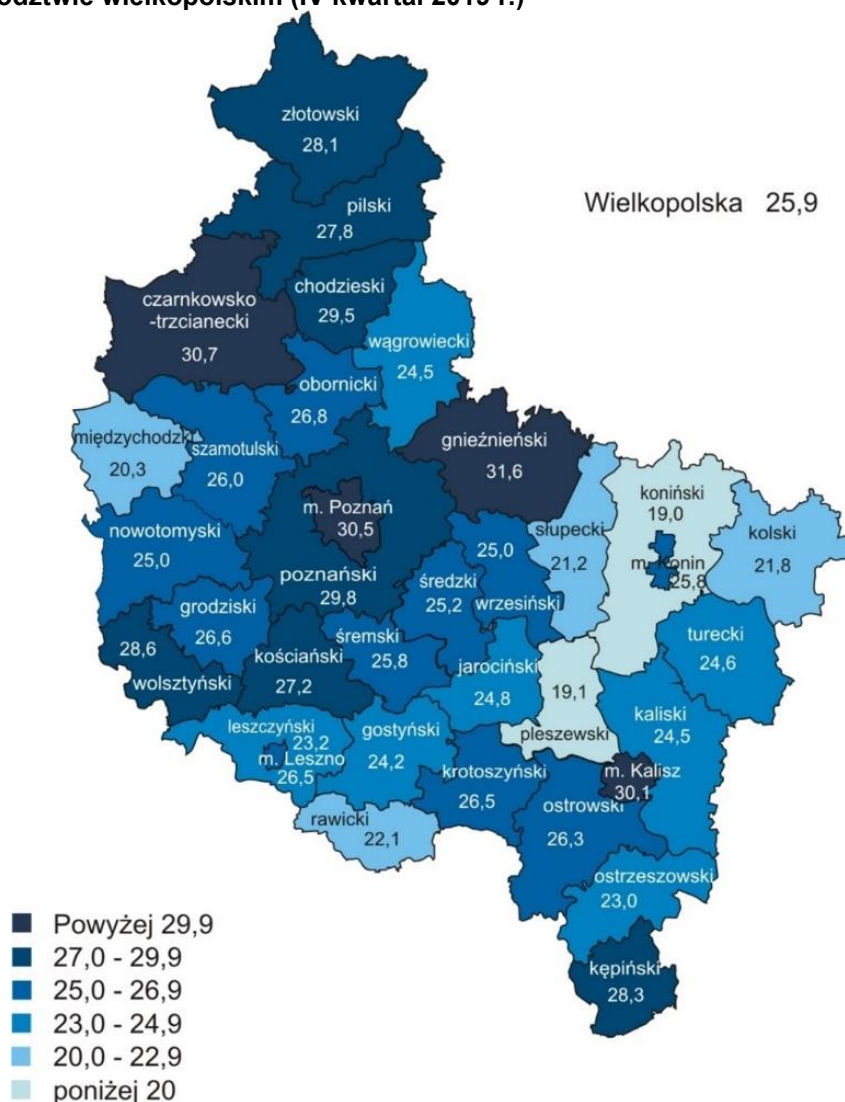 odztwie wielkopolskim (IV kwartał 2019 r.)
złotowski
28,1
Wielkopolska 25,9
pilski
27,8
chodzieski
29,5
czarnkowsko
-trzcianecki
30,7
wągrowiecki
24,5
obornicki
26,8
międzychodzki
20,3
szamotulski
26,0
gnieźnieński
31,6
m. Poznań
30,5
koniński
19,0
nowotomyski
25,0
słupecki
21,2
kolski
21,8
25,0
wrzesiński
m. Konin
25,8
poznański
29,8
średzki
25,2
grodziski
26,6
28,6
wolsztyński
kościański
27,2
śremski
25,8
turecki
24,6
jarociński
24,8
19,1
pleszewski
kaliski
24,5
leszczyński
23,2
m. Leszno
26,5
gostyński
24,2
krotoszyński
26,5
m. Kalisz
30,1
ostrowski
26,3
rawicki
22,1
ostrzeszowski
23,0
kępiński
28,3
Powyżej 29,9
27,0 - 29,9
25,0 - 26,9
23,0 - 24,9
20,0 - 22,9
poniżej 20